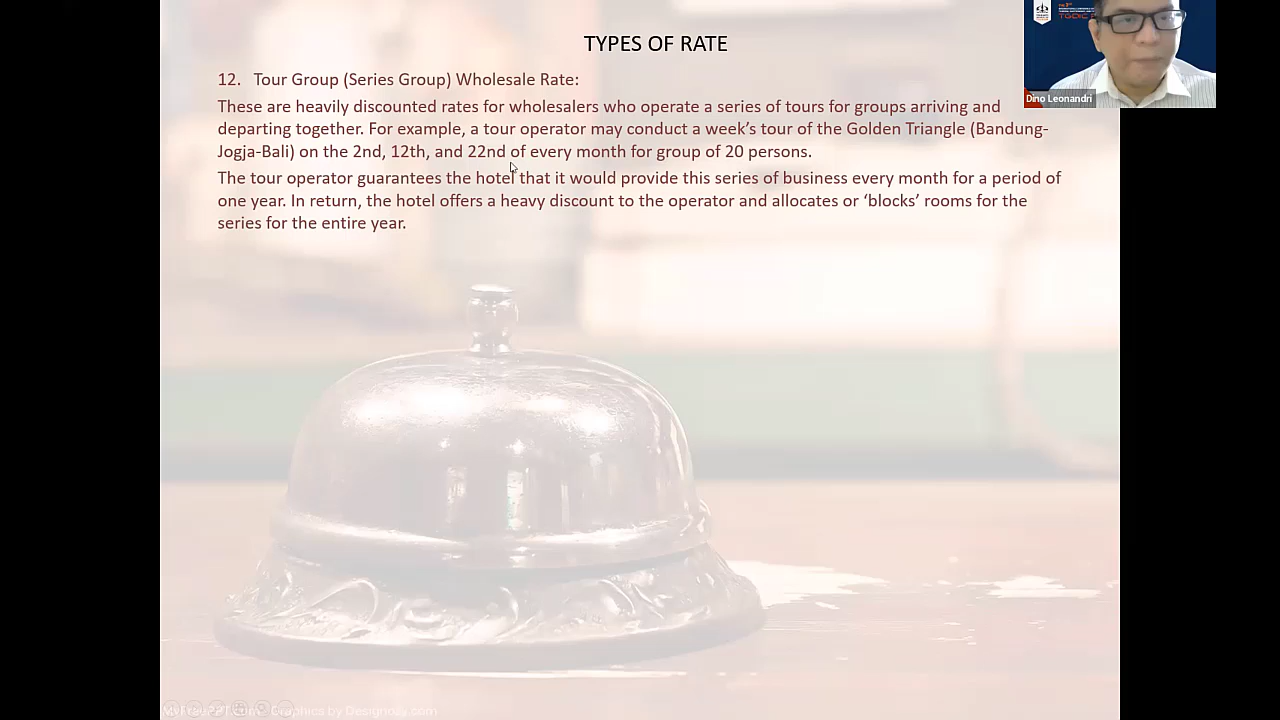 TYPES OF RATE
12. Tour Group (Series Group) Wholesale Rate:
These are heavily discounted rates for wholesalers who operate a series of tours for groups arriving and
departing together. For example, a tour operator may conduct a week's tour of the Golden Triangle (Bandung-
Jogja-Bali) on the 2nd, 12th, and 22nd of every month for group of 20 persons.
The tour operator guarantees the hotel that it would provide this series of business every month for a period of
one year. In return, the hotel offers a heavy discount to the operator and allocates or ‘blocks’ rooms for the
series for the entire year.
Dino Leonandri
Graphics by Designolly.com